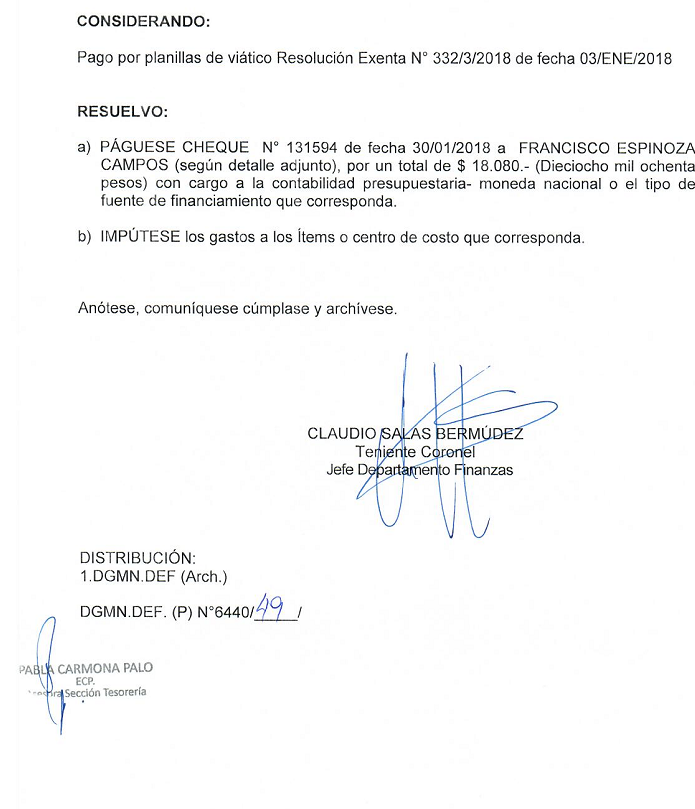 CONSIDERANDO:
Pago por planillas de viático Resolución Exenta N° 332/3/2018 de fecha 03/ENE/2018
RESUELVO:
a) PÁGUESE CHEQUE N° 131594 de fecha 30/01/2018 a FRANCISCO ESPINOZA
CAMPOS (según detalle adjunto), por un total de $ 18.080.- (Dieciocho mil ochenta
pesos) con cargo a la contabilidad presupuestaria- moneda nacional o el tipo de
fuente de financiamiento que corresponda.
b) IMPÚTESE los gastos a los Ítems o centro de costo que corresponda.
Anótese, comuníquese cúmplase y archívese.
CLAUDIO SALAS BERMÚDEZ
Teniente Coronel
Jefe Departamento Finanzas
DISTRIBUCIÓN:
1.DGMN.DEF (Arch.)
DGMN.DEF. (P) N°6440/49/
PABLA CARMONA PALO
ECP.
Sección Tesorería